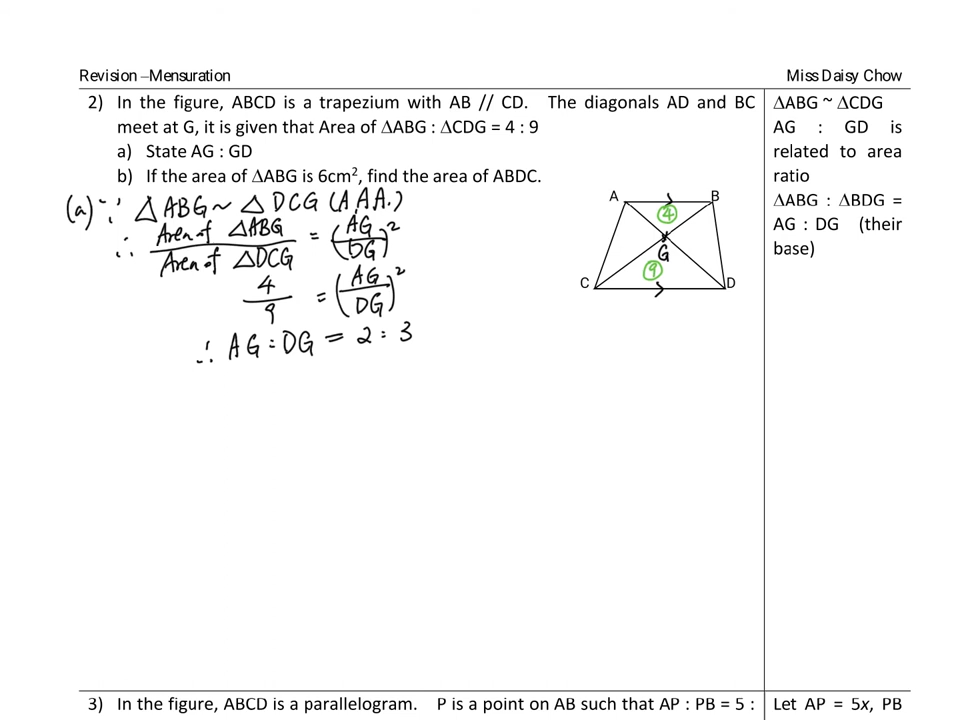 Revision –Mensuration
Miss Daisy Chow
2) In the figure, ABCD is a trapezium with AB // CD. The diagonals AD and BC
meet at G, it is given that Area of ΔABG : ΔCDG = 4 : 9
a) State AG : GD
b) If the area of ΔABG is 6cm², find the area of ABDC.
ΔABG ~ ΔCDG
AG : GD is
related to area
ratio
ΔABG : ΔBDG =
AG : DG (their
base)
(a) ∵ △ABG ~ △DCG (AAA.)
∴ Area of △ABG / Area of △DCG = (AG/DG)²
4/9 = (AG/DG)²
∴ AG : DG = 2 : 3
A
B
4
G
9
C
D
3) In the figure, ABCD is a parallelogram. P is a point on AB such that AP : PB = 5 :
Let AP = 5x, PB